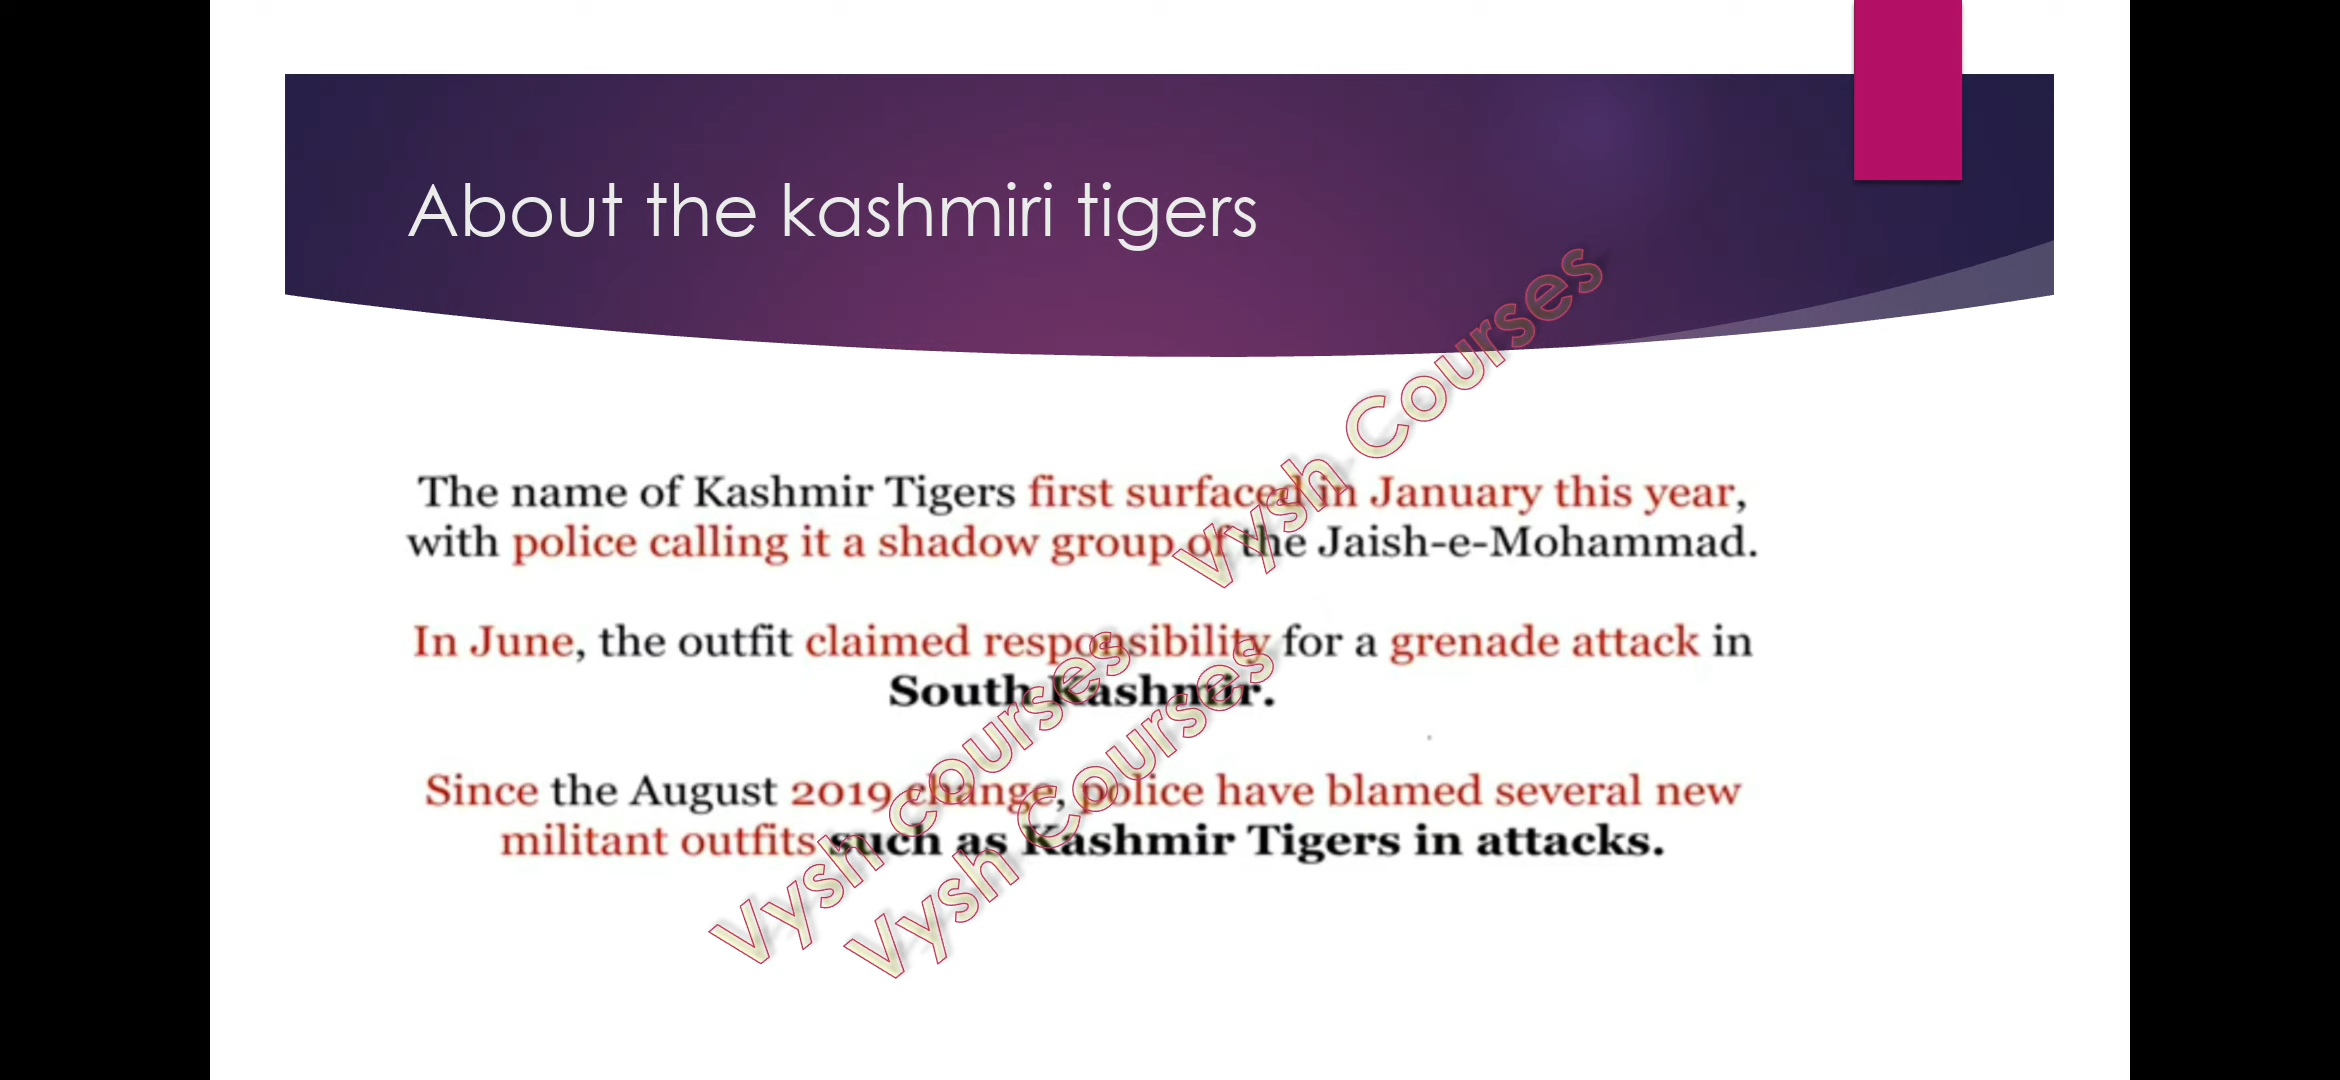 About the kashmiri tigers
The name of Kashmir Tigers first surfaced in January this year,
with police calling it a shadow group of the Jaish-e-Mohammad.
In June, the outfit claimed responsibility for a grenade attack in
South Kashmir.
Since the August 2019 change, police have blamed several new
militant outfits such as Kashmir Tigers in attacks.
Vysh Courses
Vysh courses
Vysh Courses